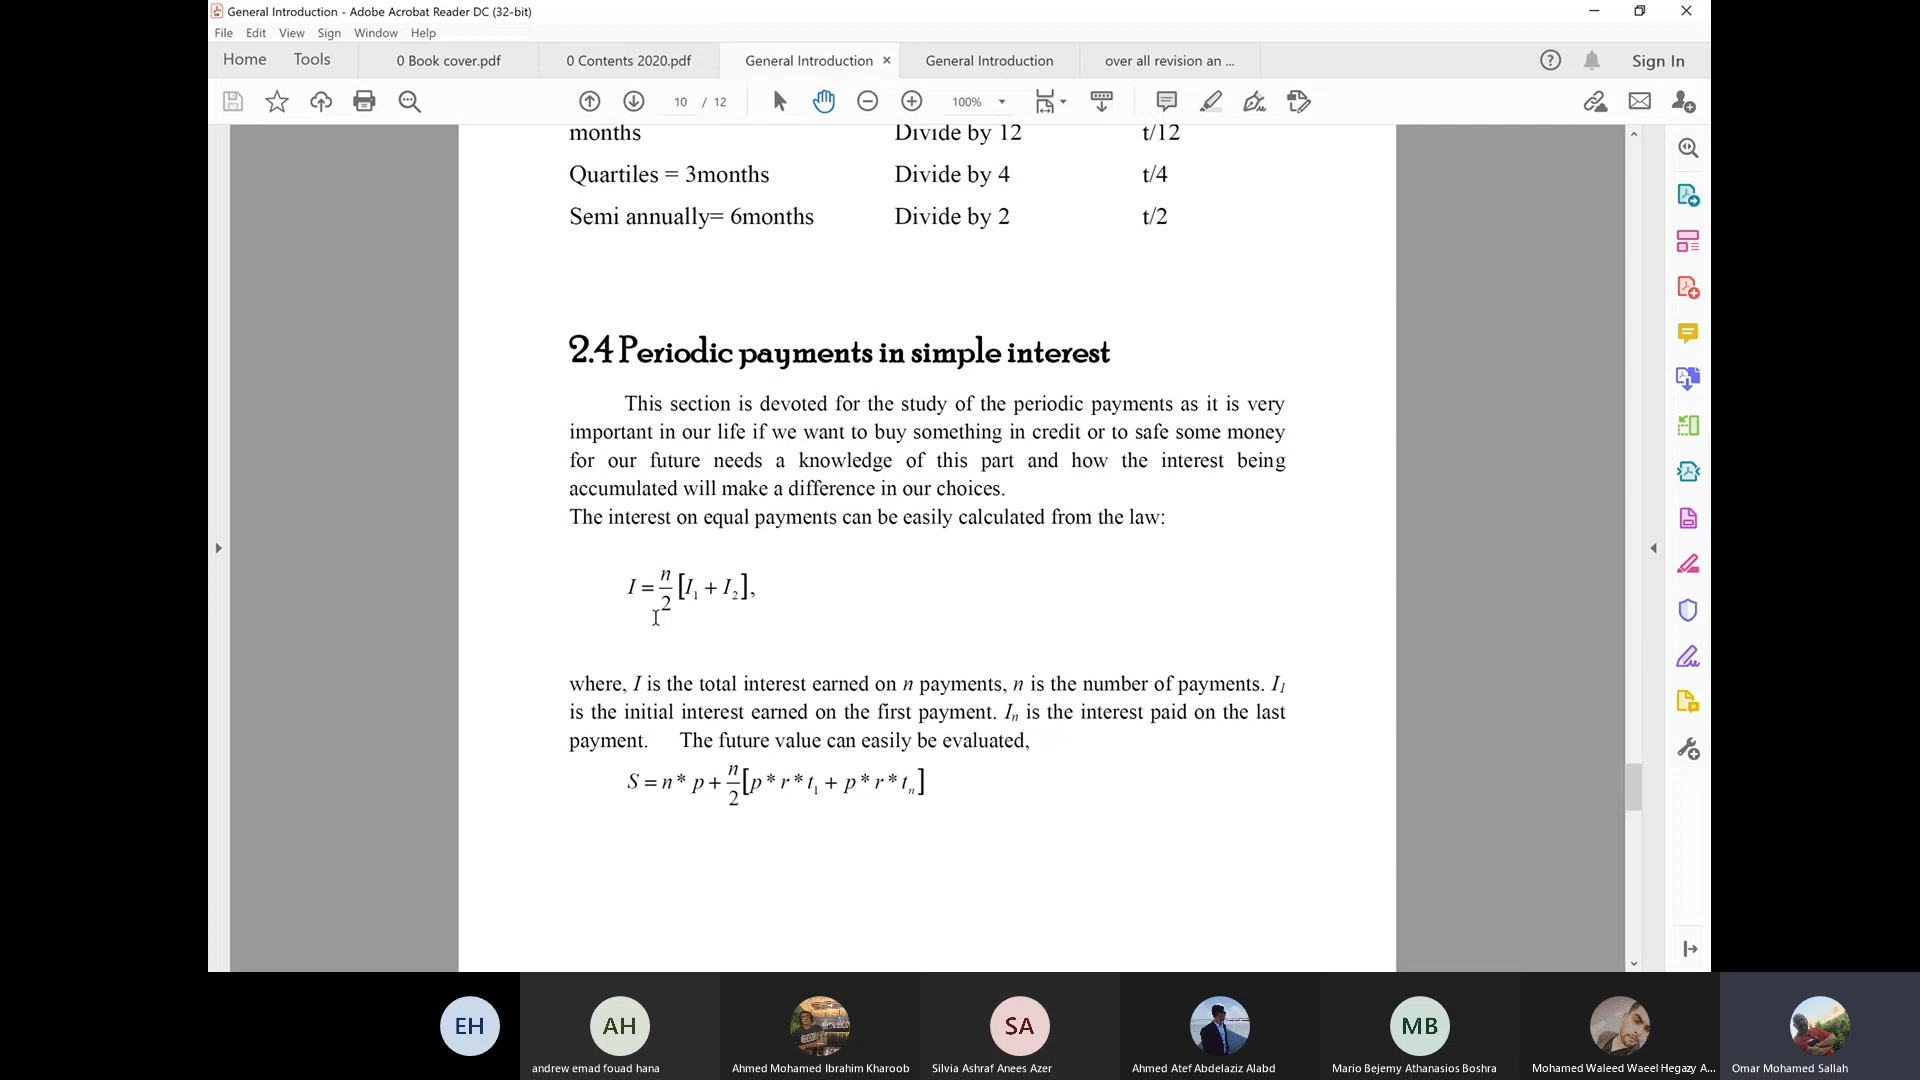 General Introduction - Adobe Acrobat Reader DC (32-bit)
File Edit View Sign Window Help
Home Tools 0 Book cover.pdf 0 Contents 2020.pdf General Introduction × General Introduction over all revision an ... Sign In
10 / 12 100%
months Divide by 12 t/12
Quartiles = 3months Divide by 4 t/4
Semi annually= 6months Divide by 2 t/2
2.4 Periodic payments in simple interest
This section is devoted for the study of the periodic payments as it is very
important in our life if we want to buy something in credit or to safe some money
for our future needs a knowledge of this part and how the interest being
accumulated will make a difference in our choices.
The interest on equal payments can be easily calculated from the law:
I = n/2 [I₁ + I₂],
where, I is the total interest earned on n payments, n is the number of payments. I₁
is the initial interest earned on the first payment. Iₙ is the interest paid on the last
payment. The future value can easily be evaluated,
S = n * p + n/2 [p * r * t₁ + p * r * tₙ]
EH AH SA MB
andrew emad fouad hana Ahmed Mohamed Ibrahim Kharoob Silvia Ashraf Anees Azer Ahmed Atef Abdelaziz Alabd Mario Bejemy Athanasios Boshra Mohamed Waleed Waeel Hegazy A... Omar Mohamed Sallah